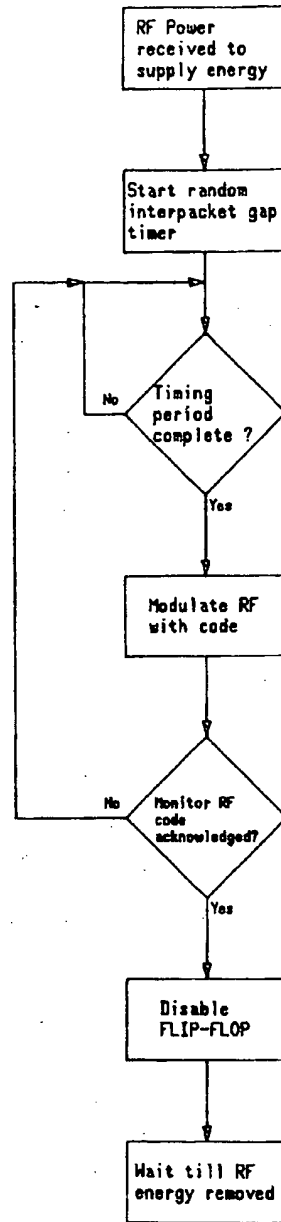 RF Power
received to
supply energy
Start random
interpacket gap
timer
No
Timing
period
complete ?
Yes
Modulate RF
with code
No
Monitor RF
code
acknowledged?
Yes
Disable
FLIP-FLOP
Wait till RF
energy removed